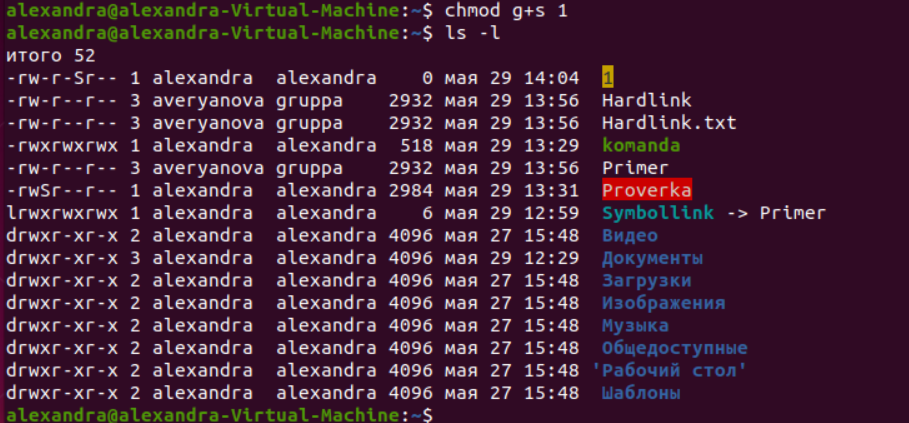 alexandra@alexandra-Virtual-Machine:~$ chmod g+s 1
alexandra@alexandra-Virtual-Machine:~$ ls -l
итого 52
-rw-r-Sr-- 1 alexandra  alexandra    0 мая 29 14:04  1
-rw-r--r-- 3 averyanova gruppa    2932 мая 29 13:56  Hardlink
-rw-r--r-- 3 averyanova gruppa    2932 мая 29 13:56  Hardlink.txt
-rwxrwxrwx 1 alexandra  alexandra  518 мая 29 13:29  komanda
-rw-r--r-- 3 averyanova gruppa    2932 мая 29 13:56  Primer
-rwSr--r-- 1 alexandra  alexandra 2984 мая 29 13:31  Proverka
lrwxrwxrwx 1 alexandra  alexandra    6 мая 29 12:59  Symbollink -> Primer
drwxr-xr-x 2 alexandra  alexandra 4096 мая 27 15:48  Видео
drwxr-xr-x 3 alexandra  alexandra 4096 мая 29 12:29  Документы
drwxr-xr-x 2 alexandra  alexandra 4096 мая 27 15:48  Загрузки
drwxr-xr-x 2 alexandra  alexandra 4096 мая 27 15:48  Изображения
drwxr-xr-x 2 alexandra  alexandra 4096 мая 27 15:48  Музыка
drwxr-xr-x 2 alexandra  alexandra 4096 мая 27 15:48  Общедоступные
drwxr-xr-x 2 alexandra  alexandra 4096 мая 27 15:48 'Рабочий стол'
drwxr-xr-x 2 alexandra  alexandra 4096 мая 27 15:48  Шаблоны
alexandra@alexandra-Virtual-Machine:~$